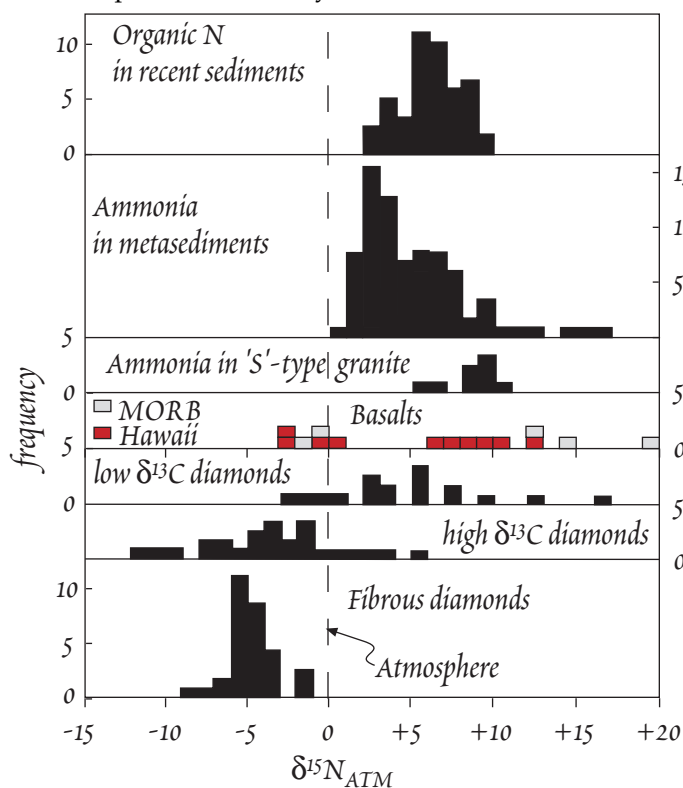 10
5
0
Organic N
in recent sediments
Ammonia
in metasediments
5
0
5
0
Ammonia in 'S'-type granite
MORB
Hawaii
Basalts
5
0
low δ¹³C diamonds
5
0
high δ¹³C diamonds
10
5
0
Fibrous diamonds
Atmosphere
frequency
-15 -10 -5 0 +5 +10 +15 +20
δ¹⁵N_ATM